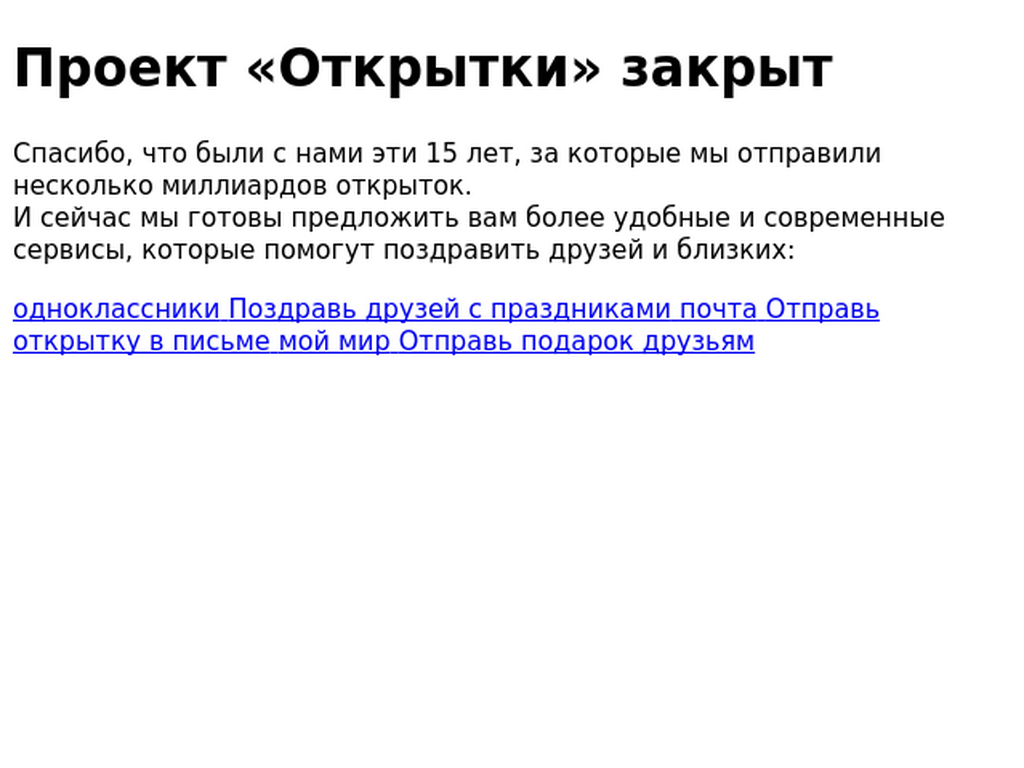 Проект «Открытки» закрыт
Спасибо, что были с нами эти 15 лет, за которые мы отправили
несколько миллиардов открыток.
И сейчас мы готовы предложить вам более удобные и современные
сервисы, которые помогут поздравить друзей и близких:
одноклассники Поздравь друзей с праздниками почта Отправь
открытку в письме мой мир Отправь подарок друзьям